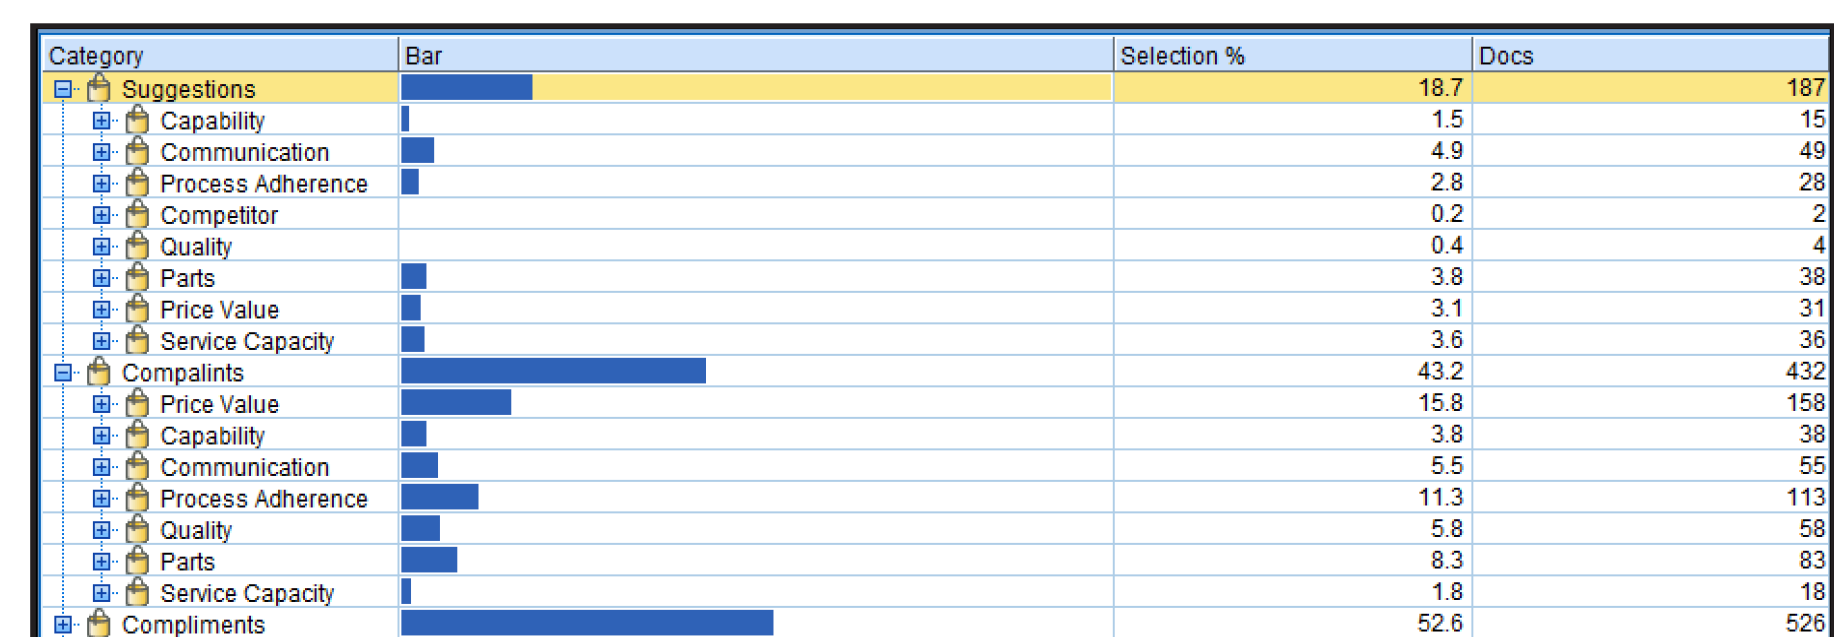 Category Bar Selection % Docs
Suggestions 18.7 187
Capability 1.5 15
Communication 4.9 49
Process Adherence 2.8 28
Competitor 0.2 2
Quality 0.4 4
Parts 3.8 38
Price Value 3.1 31
Service Capacity 3.6 36
Compalints 43.2 432
Price Value 15.8 158
Capability 3.8 38
Communication 5.5 55
Process Adherence 11.3 113
Quality 5.8 58
Parts 8.3 83
Service Capacity 1.8 18
Compliments 52.6 526